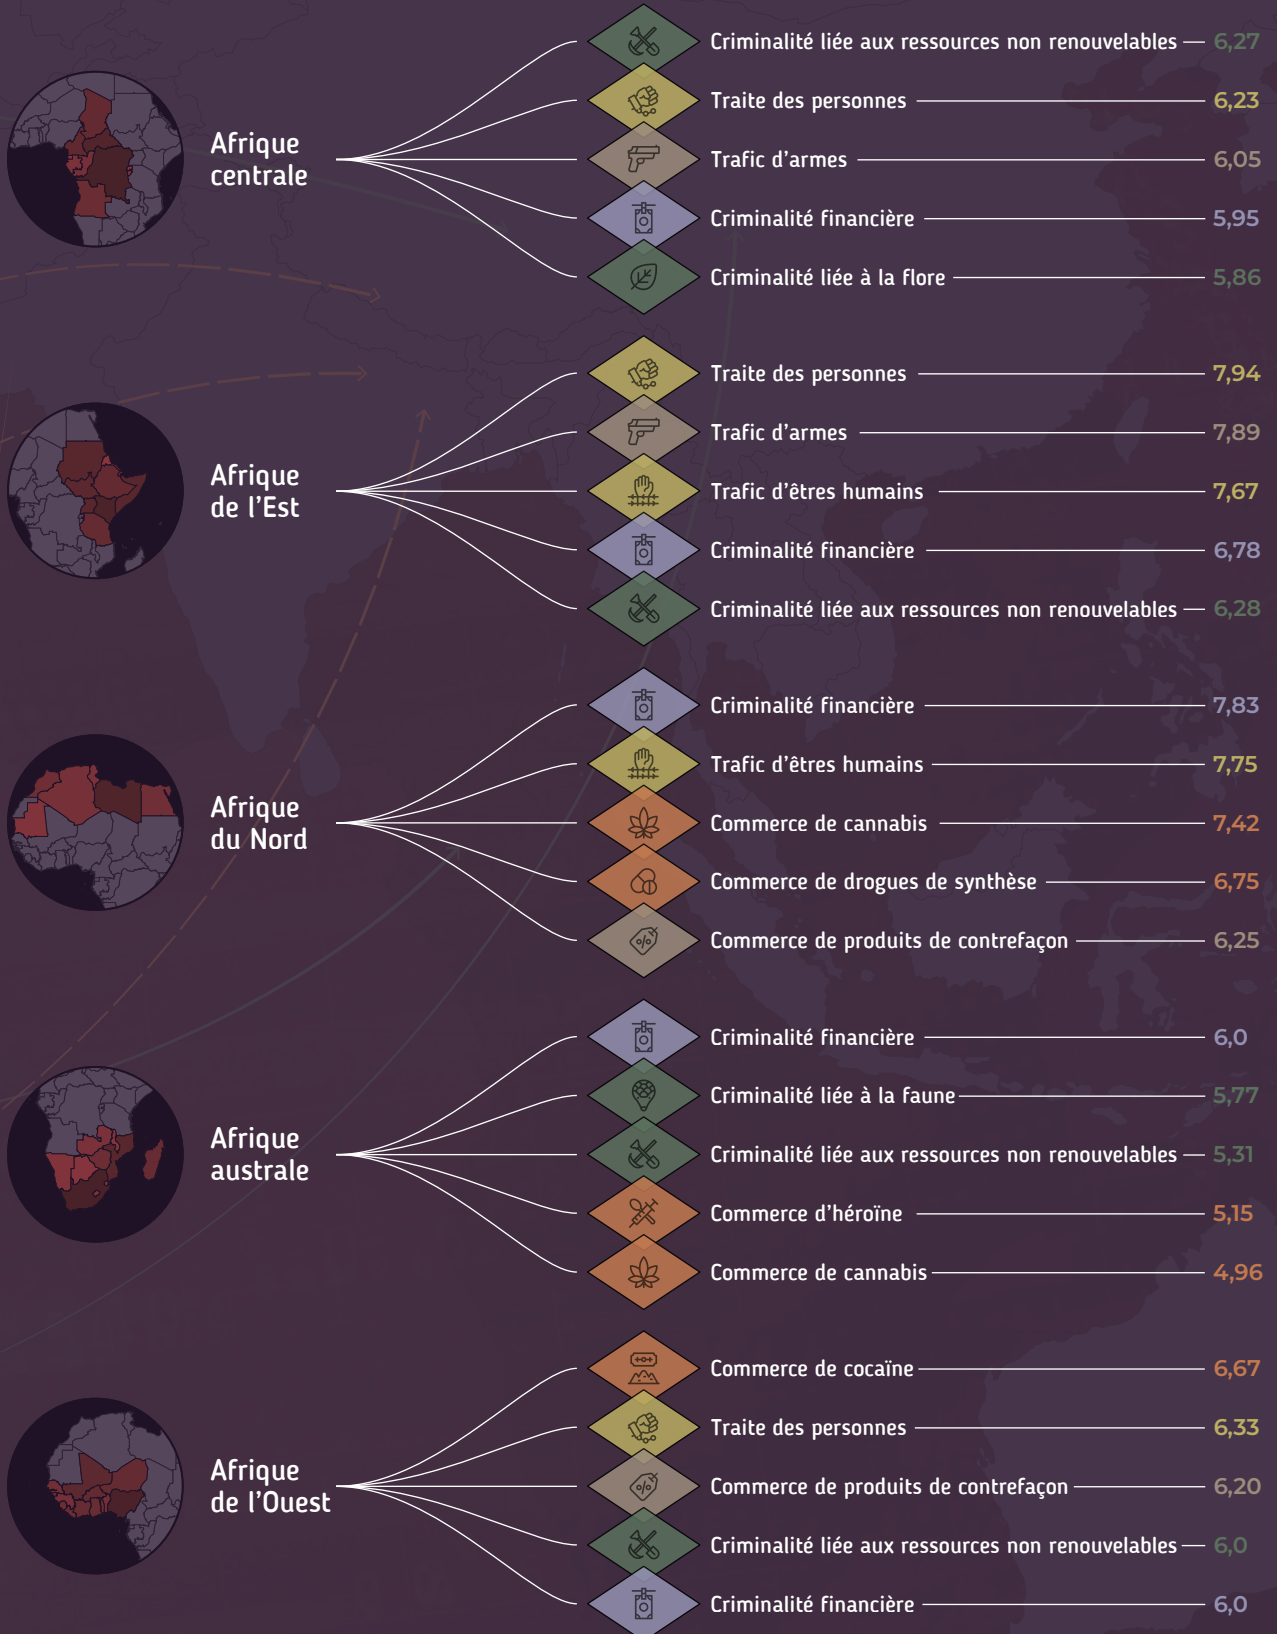 Afrique
centrale
Criminalité liée aux ressources non renouvelables 6,27
Traite des personnes 6,23
Trafic d'armes 6,05
Criminalité financière 5,95
Criminalité liée à la flore 5,86
Afrique
de l'Est
Traite des personnes 7,94
Trafic d'armes 7,89
Trafic d'êtres humains 7,67
Criminalité financière 6,78
Criminalité liée aux ressources non renouvelables 6,28
Afrique
du Nord
Criminalité financière 7,83
Trafic d'êtres humains 7,75
Commerce de cannabis 7,42
Commerce de drogues de synthèse 6,75
Commerce de produits de contrefaçon 6,25
Afrique
australe
Criminalité financière 6,0
Criminalité liée à la faune 5,77
Criminalité liée aux ressources non renouvelables 5,31
Commerce d'héroïne 5,15
Commerce de cannabis 4,96
Afrique
de l'Ouest
Commerce de cocaïne 6,67
Traite des personnes 6,33
Commerce de produits de contrefaçon 6,20
Criminalité liée aux ressources non renouvelables 6,0
Criminalité financière 6,0